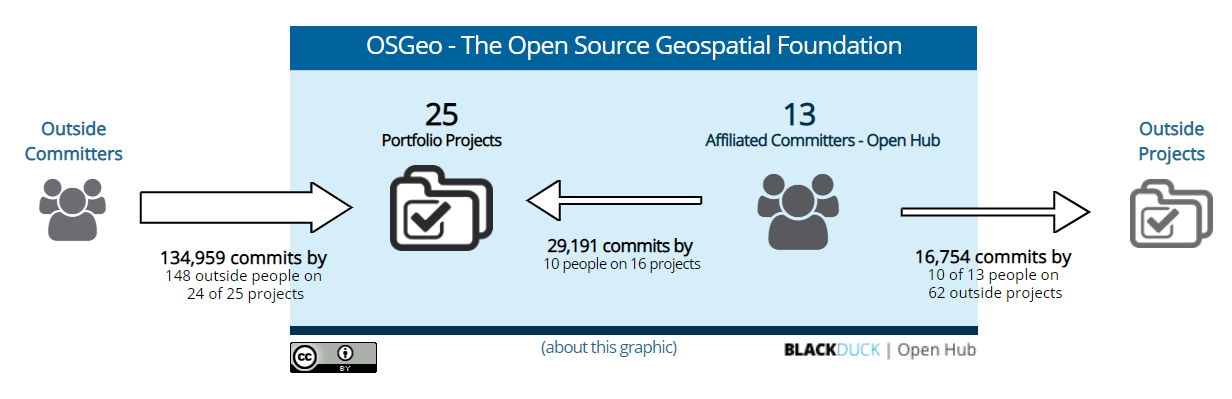 OSGeo - The Open Source Geospatial Foundation
Outside
Committers
134,959 commits by
148 outside people on
24 of 25 projects
25
Portfolio Projects
29,191 commits by
10 people on 16 projects
13
Affiliated Committers - Open Hub
16,754 commits by
10 of 13 people on
62 outside projects
Outside
Projects
cc
BY
(about this graphic)
BLACKDUCK | Open Hub